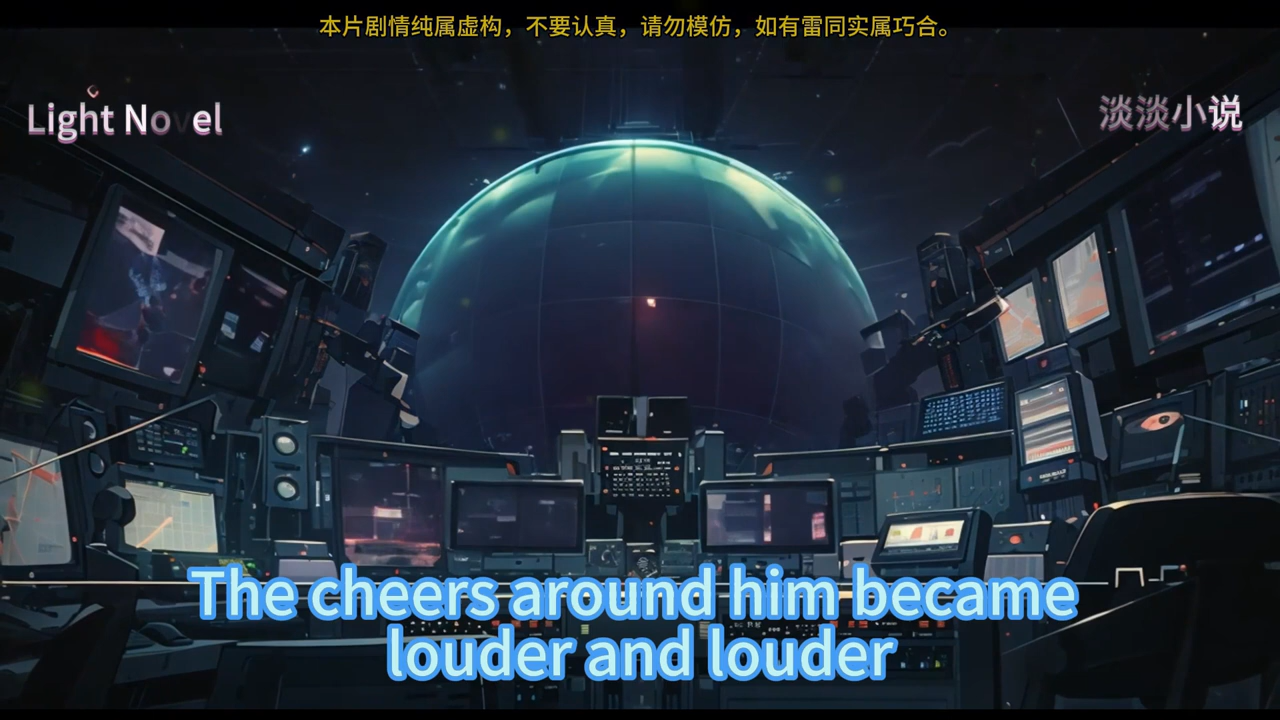 本片剧情纯属虚构，不要认真，请勿模仿，如有雷同实属巧合。
Light Novel
淡淡小说
The cheers around him became
louder and louder